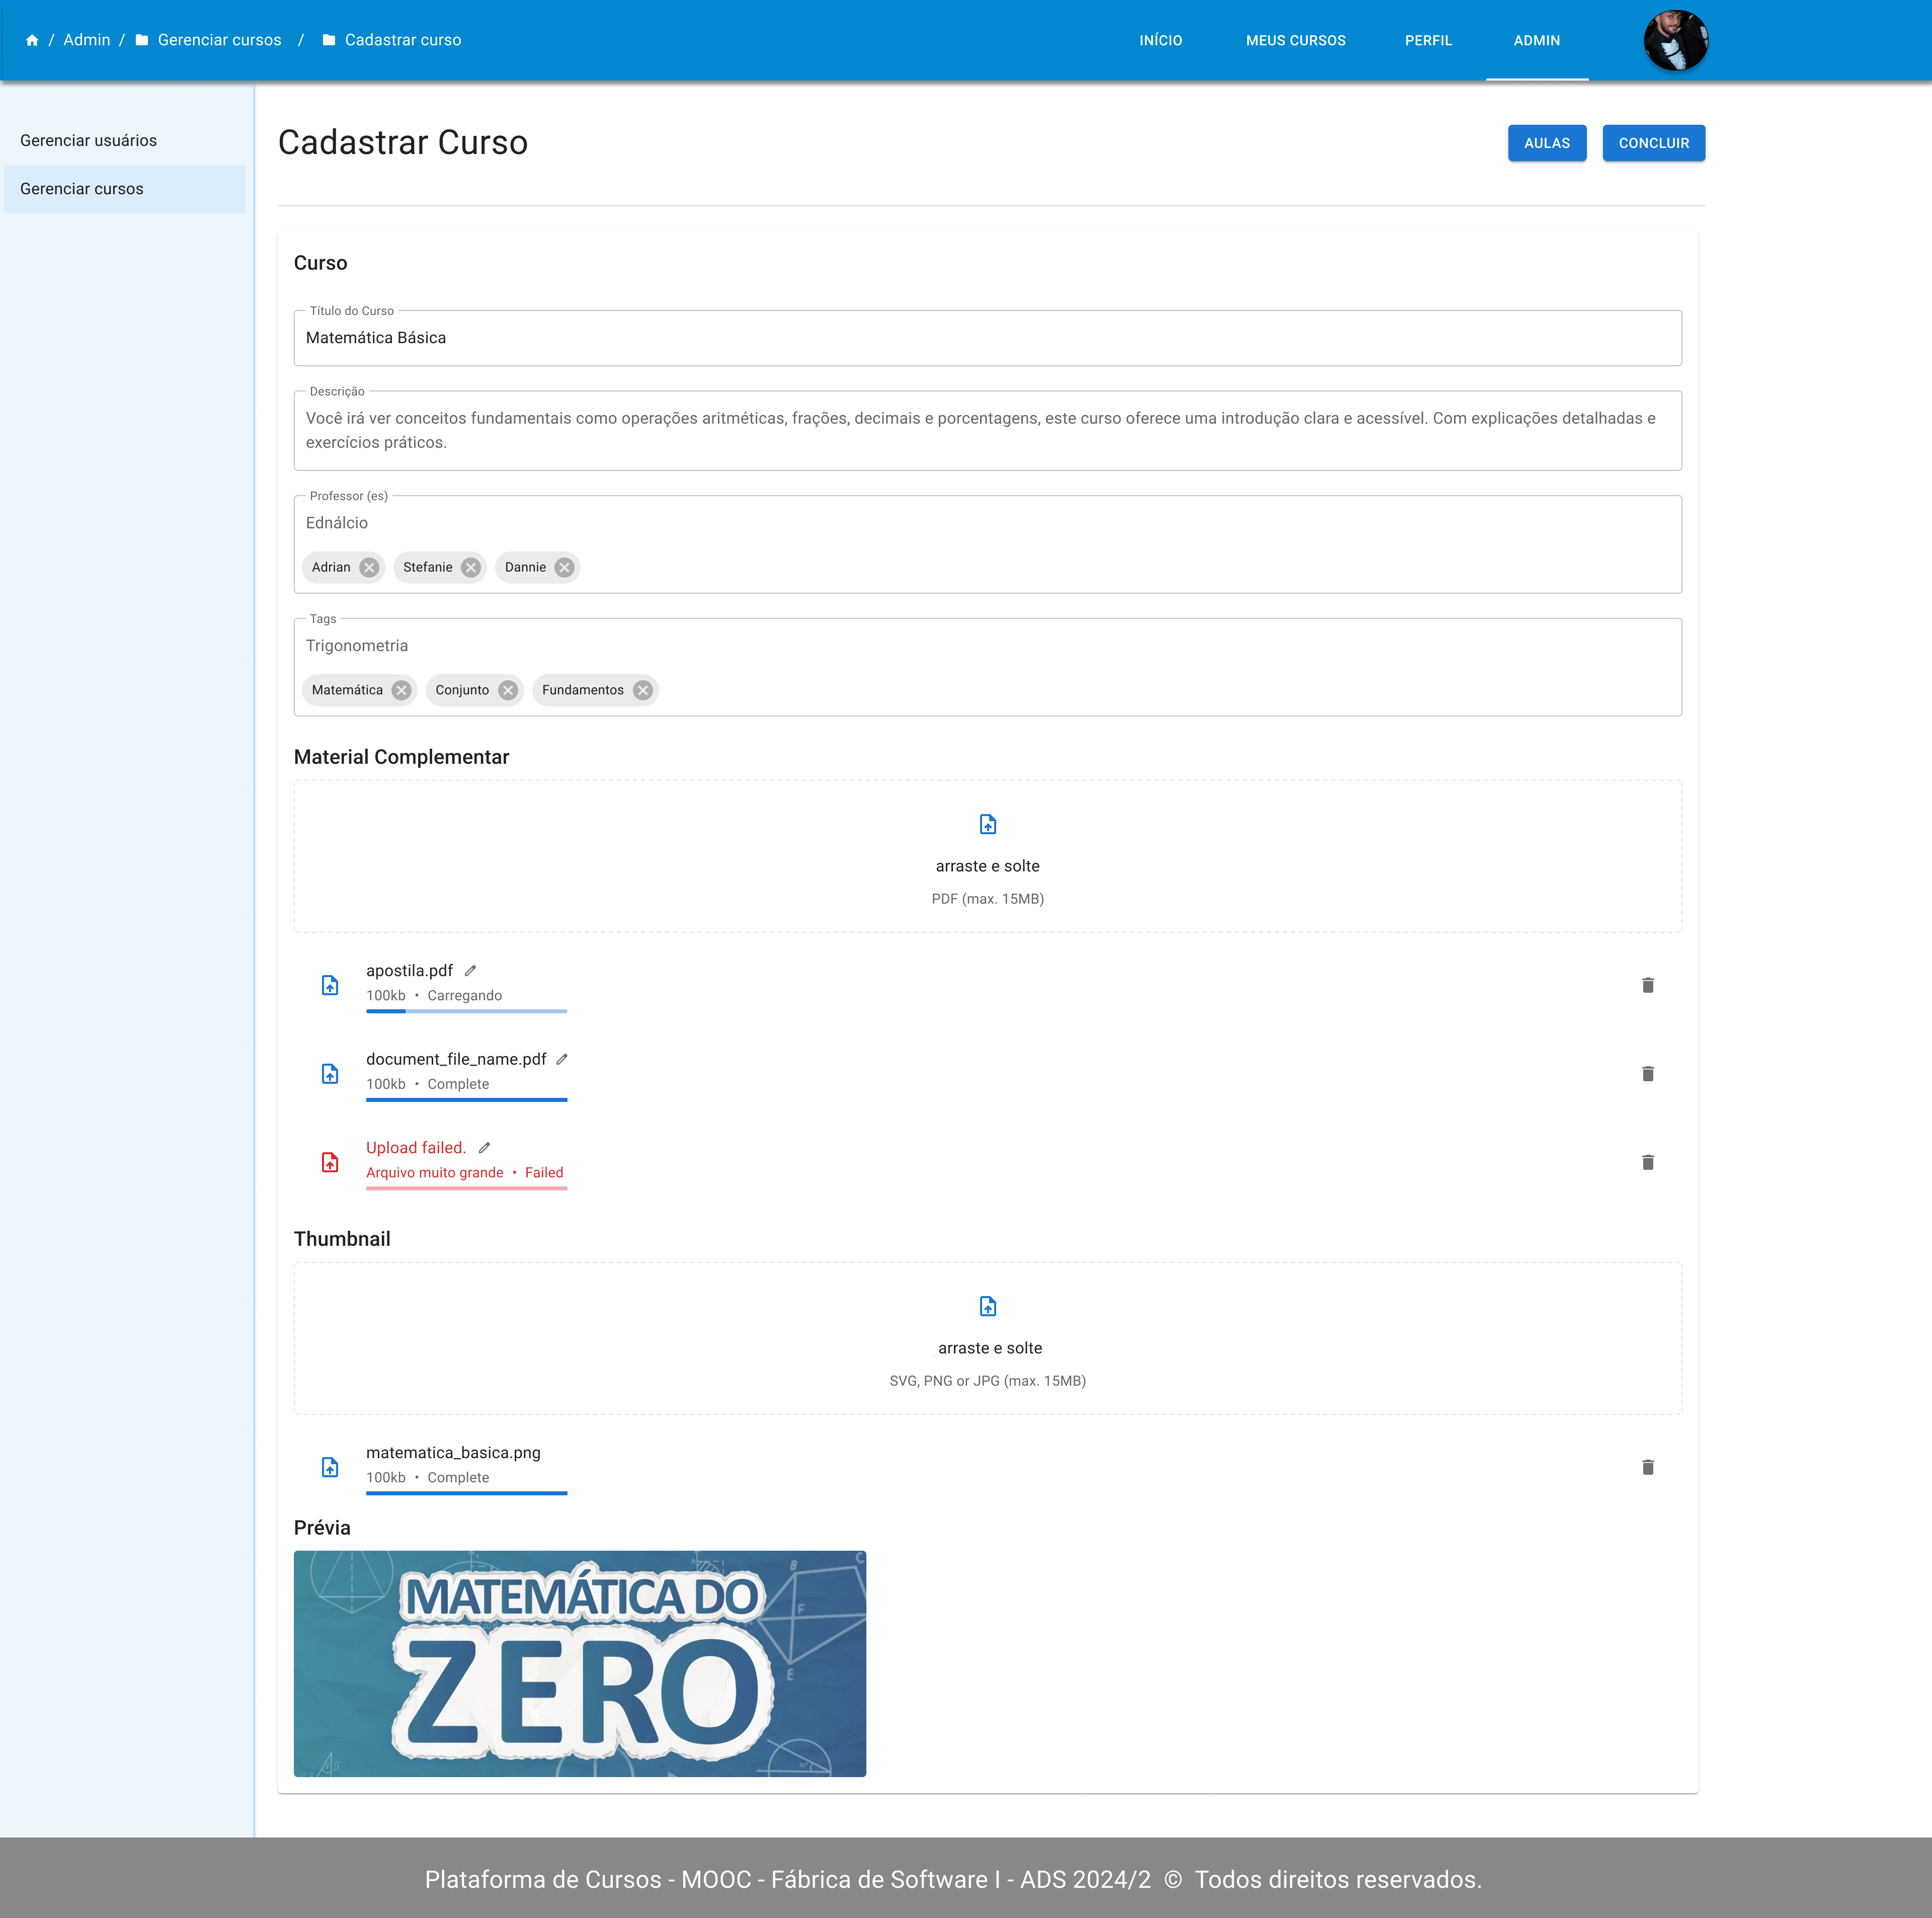 / Admin / Gerenciar cursos / Cadastrar curso
INÍCIO MEUS CURSOS PERFIL ADMIN
Gerenciar usuários
Gerenciar cursos
Cadastrar Curso
AULAS CONCLUIR
Curso
Título do Curso
Matemática Básica
Descrição
Você irá ver conceitos fundamentais como operações aritméticas, frações, decimais e porcentagens, este curso oferece uma introdução clara e acessível. Com explicações detalhadas e
exercícios práticos.
Professor (es)
Ednálcio
Adrian Stefanie Dannie
Tags
Trigonometria
Matemática Conjunto Fundamentos
Material Complementar
arraste e solte
PDF (max. 15MB)
apostila.pdf
100kb • Carregando
document_file_name.pdf
100kb • Complete
Upload failed.
Arquivo muito grande • Failed
Thumbnail
arraste e solte
SVG, PNG or JPG (max. 15MB)
matematica_basica.png
100kb • Complete
Prévia
MATEMÁTICA DO
ZERO
B
C
F
E
Plataforma de Cursos - MOOC - Fábrica de Software I - ADS 2024/2 © Todos direitos reservados.